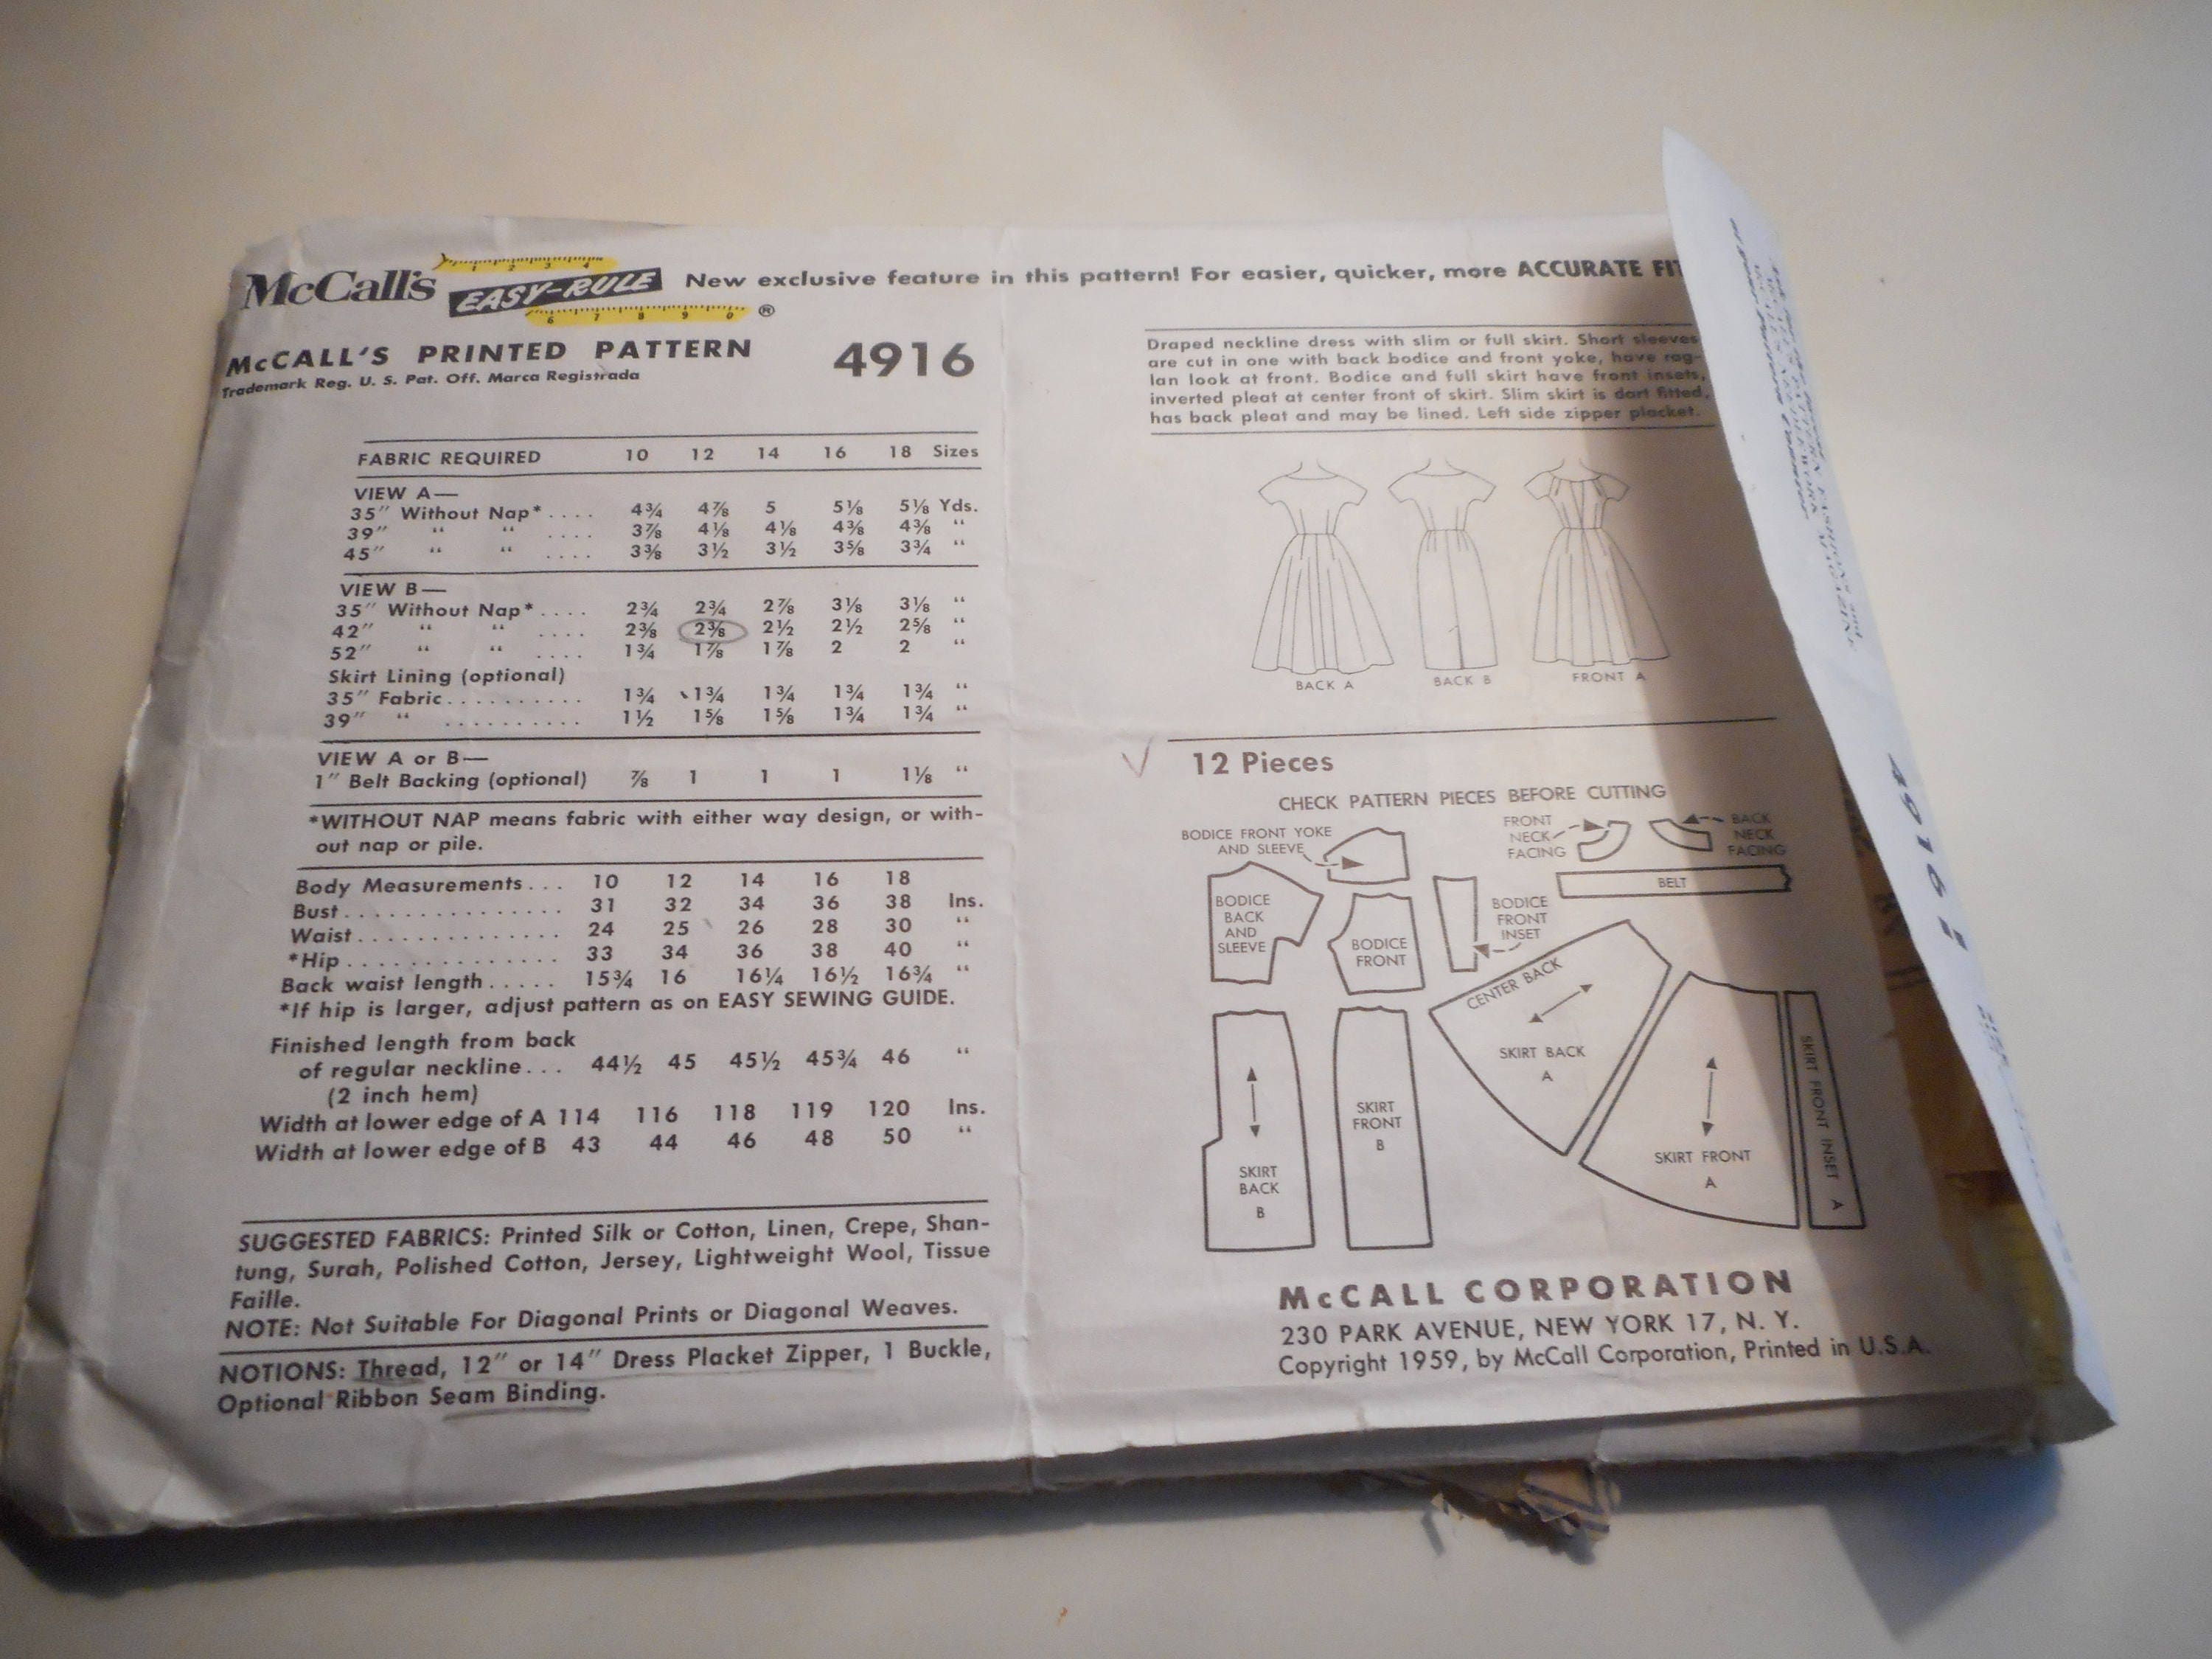 McCall's EASY-RULE ® New exclusive feature in this pattern! For easier, quicker, more ACCURATE FIT
1 2 3 4
6 7 8 9 0
McCALL'S PRINTED PATTERN 4916
Trademark Reg. U. S. Pat. Off. Marca Registrada
FABRIC REQUIRED 10 12 14 16 18 Sizes
VIEW A—
35" Without Nap* .... 4¾ 4⅞ 5 5⅛ 5⅛ Yds.
39" " " .... 3⅞ 4⅛ 4⅛ 4⅜ 4⅜ "
45" " " .... 3⅜ 3½ 3½ 3⅝ 3¾ "
VIEW B—
35" Without Nap* .... 2¾ 2¾ 2⅞ 3⅛ 3⅛ "
42" " " .... 2⅜ 2⅜ 2½ 2½ 2⅝ "
52" " " .... 1¾ 1⅞ 1⅞ 2 2 "
Skirt Lining (optional)
35" Fabric .......... 1¾ 1¾ 1¾ 1¾ 1¾ "
39" " .......... 1½ 1⅝ 1⅝ 1¾ 1¾ "
VIEW A or B—
1" Belt Backing (optional) ⅞ 1 1 1 1⅛ "
*WITHOUT NAP means fabric with either way design, or with-
out nap or pile.
Body Measurements... 10 12 14 16 18
Bust ............... 31 32 34 36 38 Ins.
Waist .............. 24 25 26 28 30 "
*Hip ............... 33 34 36 38 40 "
Back waist length ..... 15¾ 16 16¼ 16½ 16¾ "
*If hip is larger, adjust pattern as on EASY SEWING GUIDE.
Finished length from back
of regular neckline... 44½ 45 45½ 45¾ 46 "
(2 inch hem)
Width at lower edge of A 114 116 118 119 120 Ins.
Width at lower edge of B 43 44 46 48 50 "
SUGGESTED FABRICS: Printed Silk or Cotton, Linen, Crepe, Shan-
tung, Surah, Polished Cotton, Jersey, Lightweight Wool, Tissue
Faille.
NOTE: Not Suitable For Diagonal Prints or Diagonal Weaves.
NOTIONS: Thread, 12" or 14" Dress Placket Zipper, 1 Buckle,
Optional Ribbon Seam Binding.
Draped neckline dress with slim or full skirt. Short sleeves
are cut in one with back bodice and front yoke, have rag-
lan look at front. Bodice and full skirt have front insets,
inverted pleat at center front of skirt. Slim skirt is dart fitted,
has back pleat and may be lined. Left side zipper placket.
BACK A BACK B FRONT A
12 Pieces
CHECK PATTERN PIECES BEFORE CUTTING
BODICE FRONT YOKE
AND SLEEVE
FRONT
NECK
FACING
BACK
NECK
FACING
BELT
BODICE
BACK
AND
SLEEVE
BODICE
FRONT
BODICE
FRONT
INSET
CENTER BACK
SKIRT BACK
A
SKIRT
BACK
B
SKIRT
FRONT
B
SKIRT FRONT
A
SKIRT FRONT INSET A
McCALL CORPORATION
230 PARK AVENUE, NEW YORK 17, N. Y.
Copyright 1959, by McCall Corporation, Printed in U.S.A.
4916